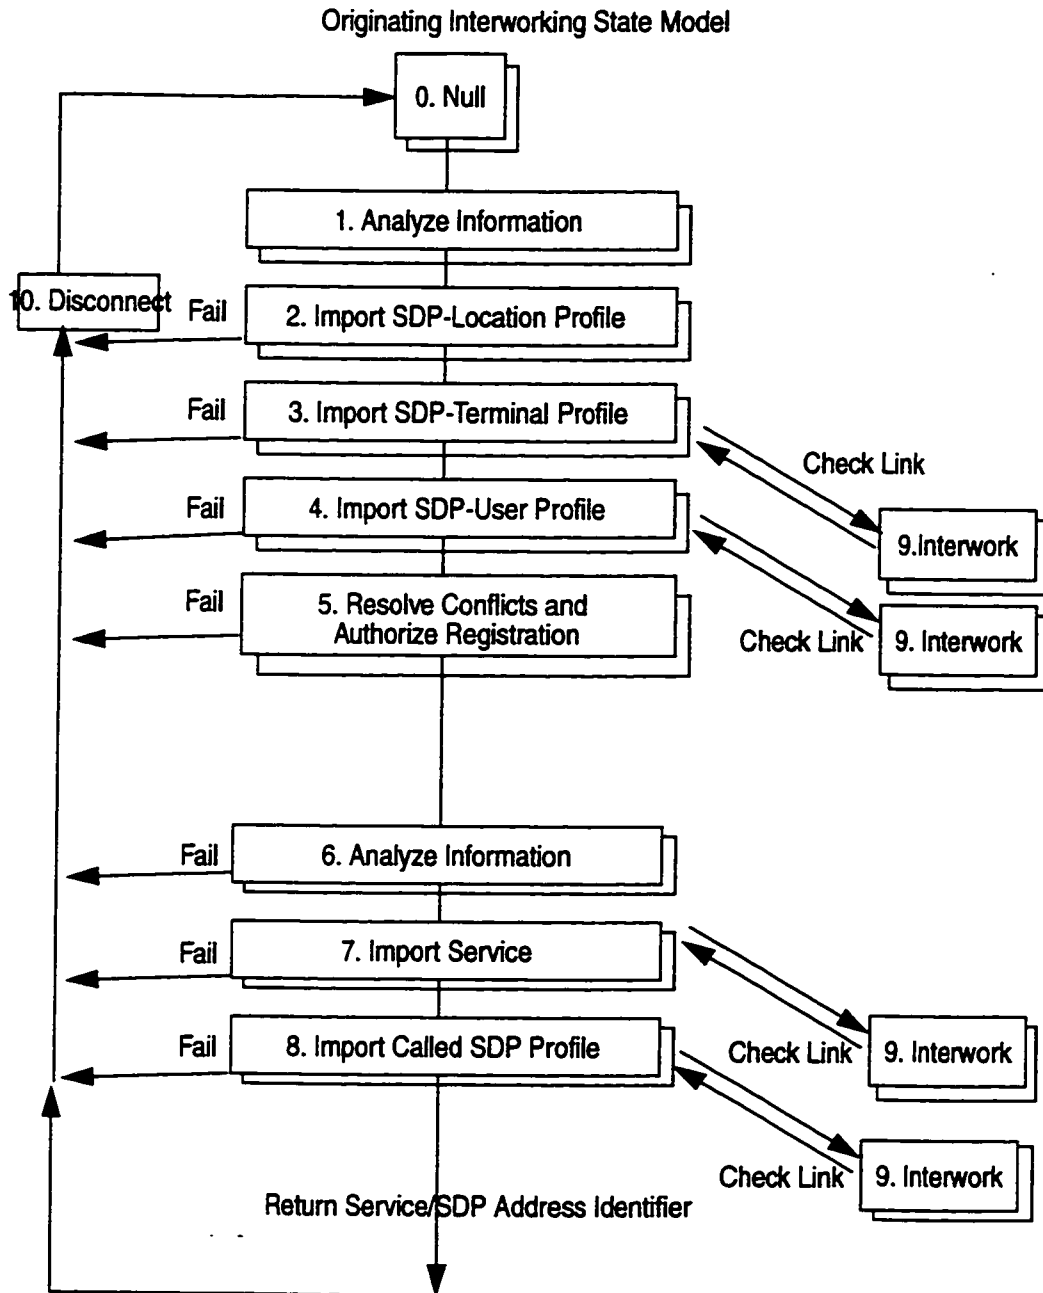 Originating Interworking State Model
0. Null
1. Analyze Information
10. Disconnect
Fail
2. Import SDP-Location Profile
Fail
3. Import SDP-Terminal Profile
Check Link
Fail
4. Import SDP-User Profile
9.Interwork
Fail
5. Resolve Conflicts and
Authorize Registration
Check Link
9. Interwork
Fail
6. Analyze Information
Fail
7. Import Service
Fail
8. Import Called SDP Profile
Check Link
9. Interwork
Check Link
9. Interwork
Return Service/SDP Address Identifier